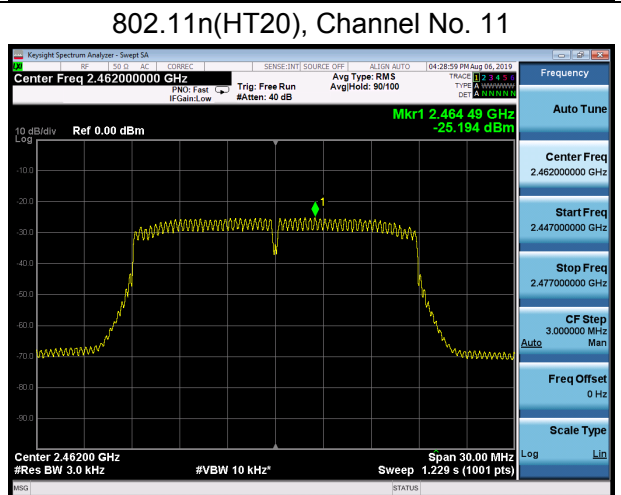 802.11n(HT20), Channel No. 11
Keysight Spectrum Analyzer - Swept SA
LXI RF 50 Ω AC CORREC SENSE:INT SOURCE OFF ALIGN AUTO 04:28:59 PM Aug 06, 2019
Center Freq 2.462000000 GHz
PNO: Fast
IFGain:Low
Trig: Free Run
#Atten: 40 dB
Avg Type: RMS
Avg|Hold: 90/100
TRACE 1 2 3 4 5 6
TYPE A WWWWW
DET A N N N N N
Frequency
Mkr1 2.464 49 GHz
-25.194 dBm
10 dB/div Ref 0.00 dBm
Log
1
-10.0
-20.0
-30.0
-40.0
-50.0
-60.0
-70.0
-80.0
-90.0
Center 2.46200 GHz
Span 30.00 MHz
#Res BW 3.0 kHz
#VBW 10 kHz*
Sweep 1.229 s (1001 pts)
Auto Tune
Center Freq
2.462000000 GHz
Start Freq
2.447000000 GHz
Stop Freq
2.477000000 GHz
CF Step
3.000000 MHz
Auto Man
Freq Offset
0 Hz
Scale Type
Log Lin
MSG
STATUS